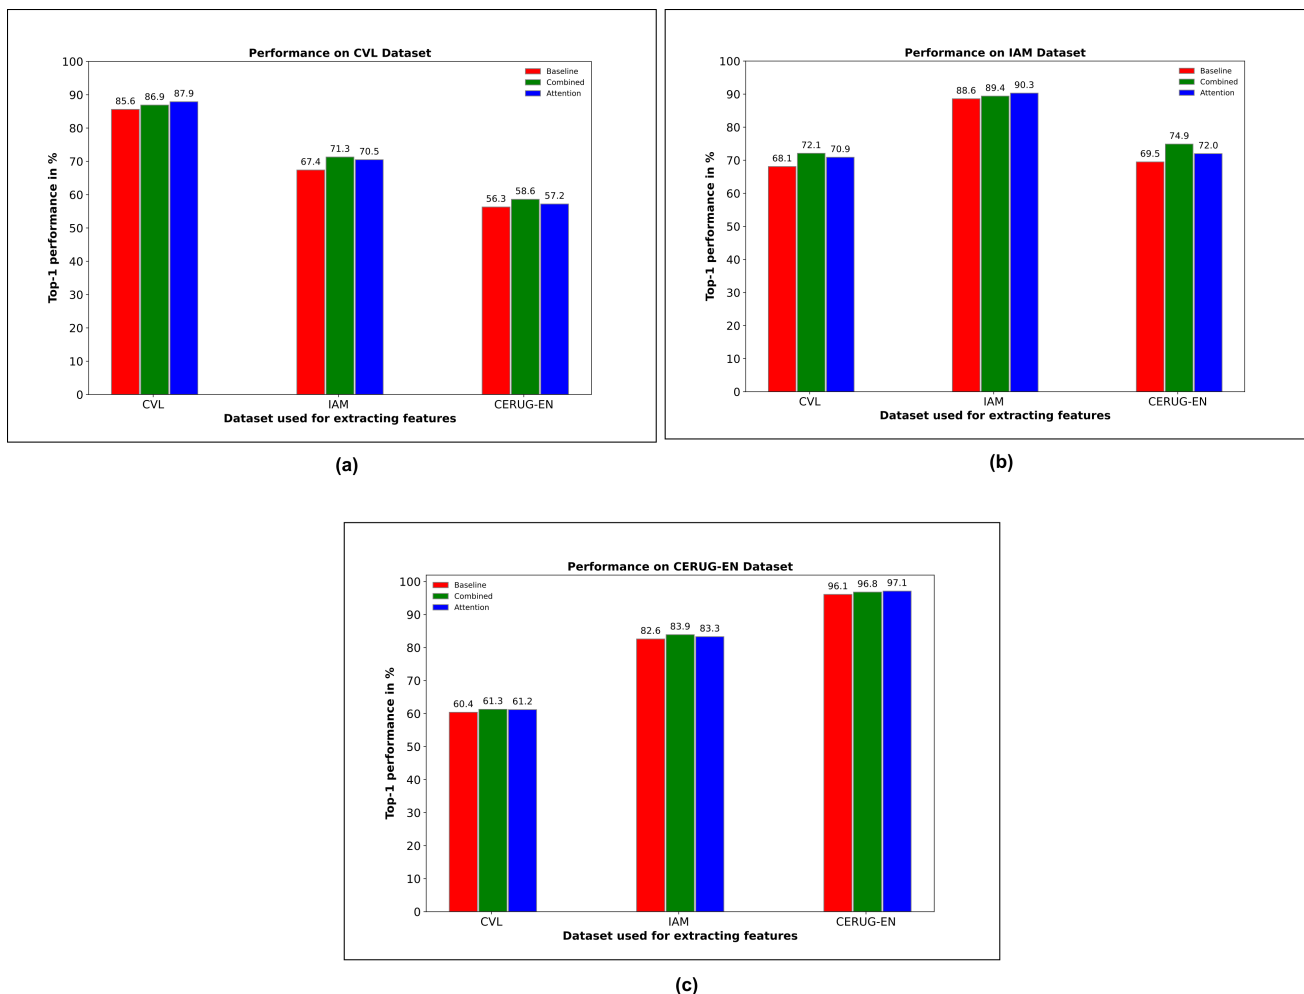 Performance on CVL Dataset
100
90
80
70
60
50
40
30
20
10
0
Top-1 performance in %
85.6 86.9 87.9
67.4 71.3 70.5
56.3 58.6 57.2
Baseline
Combined
Attention
CVL IAM CERUG-EN
Dataset used for extracting features
(a)
Performance on IAM Dataset
100
90
80
70
60
50
40
30
20
10
0
Top-1 performance in %
68.1 72.1 70.9
88.6 89.4 90.3
69.5 74.9 72.0
Baseline
Combined
Attention
CVL IAM CERUG-EN
Dataset used for extracting features
(b)
Performance on CERUG-EN Dataset
100
90
80
70
60
50
40
30
20
10
0
Top-1 performance in %
Baseline
Combined
Attention
60.4 61.3 61.2
82.6 83.9 83.3
96.1 96.8 97.1
CVL IAM CERUG-EN
Dataset used for extracting features
(c)